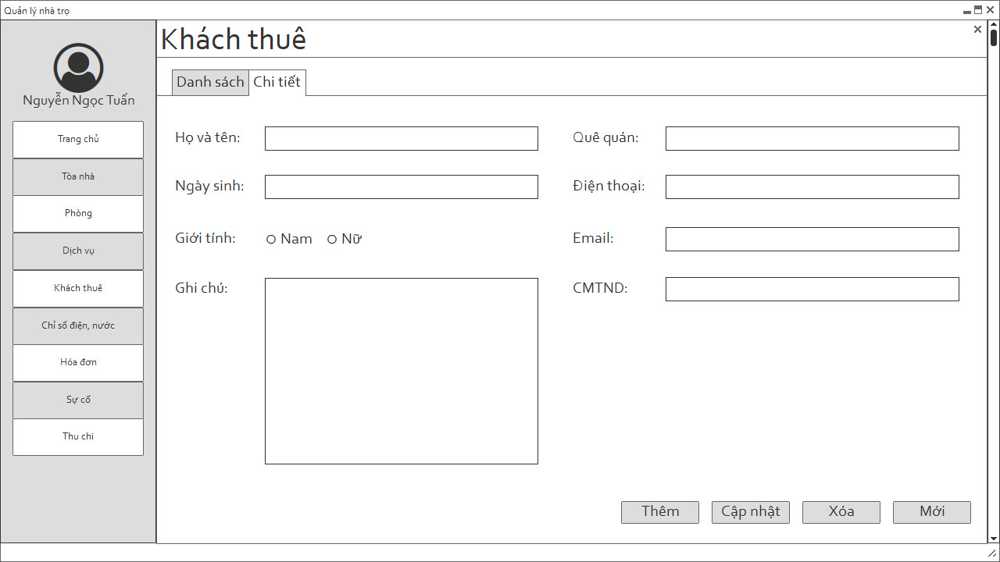 Quản lý nhà trọ
Nguyễn Ngọc Tuấn
Trang chủ
Tòa nhà
Phòng
Dịch vụ
Khách thuê
Chỉ số điện, nước
Hóa đơn
Sự cố
Thu chi
Khách thuê
Danh sách Chi tiết
Họ và tên: Quê quán:
Ngày sinh: Điện thoại:
Giới tính: Nam Nữ Email:
Ghi chú: CMTND:
Thêm Cập nhật Xóa Mới